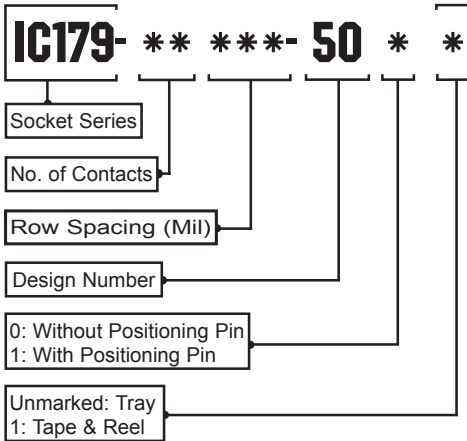 IC179- ** ***- 50 * *
Socket Series
No. of Contacts
Row Spacing (Mil)
Design Number
0: Without Positioning Pin
1: With Positioning Pin
Unmarked: Tray
1: Tape & Reel